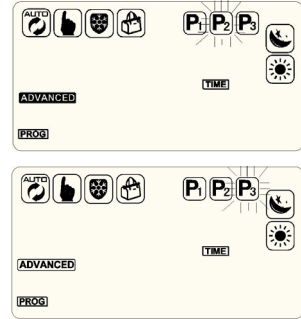 AUTO P1 P2 P3
TIME
ADVANCED
PROG
AUTO P1 P2 P3
TIME
ADVANCED
PROG